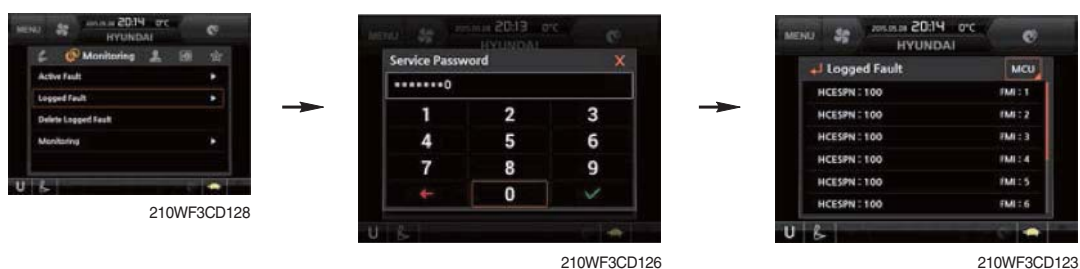 MENU
2015.05.08 20:14 0°C
HYUNDAI
Monitoring
Active Fault
Logged Fault
Delete Logged Fault
Monitoring
U
210WF3CD128
MENU
2015.05.08 20:13 0°C
HYUNDAI
Service Password X
*******0
1 2 3
4 5 6
7 8 9
0
U
210WF3CD126
MENU
2015.05.08 20:14 0°C
HYUNDAI
Logged Fault MCU
HCESPN : 100 FMI : 1
HCESPN : 100 FMI : 2
HCESPN : 100 FMI : 3
HCESPN : 100 FMI : 4
HCESPN : 100 FMI : 5
HCESPN : 100 FMI : 6
U
210WF3CD123